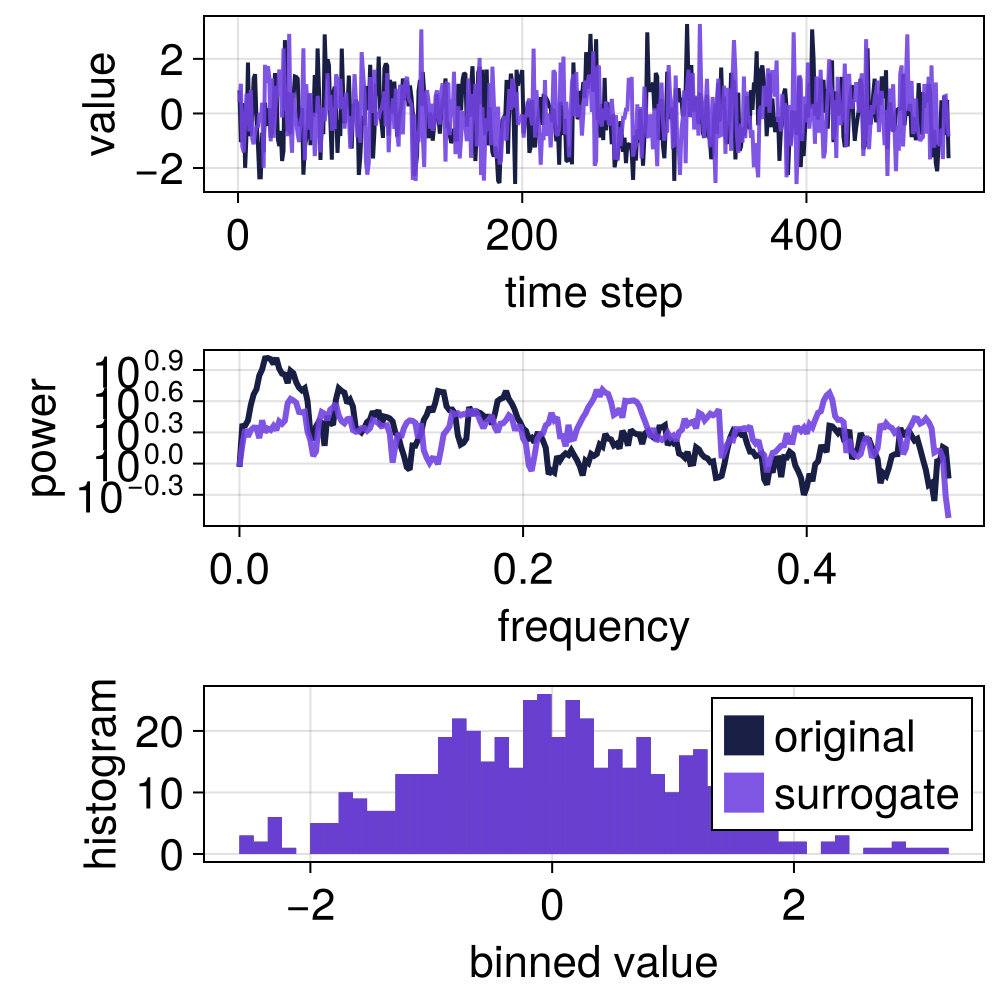 value
2
0
−2
0 200 400
time step
power
10^0.9
10^0.6
10^0.3
10^0.0
10^−0.3
0.0 0.2 0.4
frequency
histogram
20
10
0
original
surrogate
−2 0 2
binned value